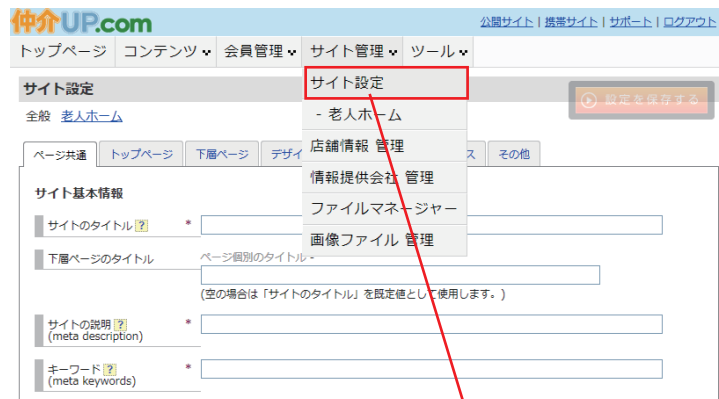 仲介UP.com
公開サイト | 携帯サイト | サポート | ログアウト
トップページ コンテンツ 会員管理 サイト管理 ツール
サイト設定
サイト設定
- 老人ホーム
店舗情報 管理
情報提供会社 管理
ファイルマネージャー
画像ファイル 管理
設定を保存する
全般 老人ホーム
ページ共通 トップページ 下層ページ デザイ ス その他
サイト基本情報
サイトのタイトル ? *
下層ページのタイトル
ページ個別のタイトル -
(空の場合は「サイトのタイトル」を既定値として使用します。)
サイトの説明 ? *
(meta description)
キーワード ? *
(meta keywords)